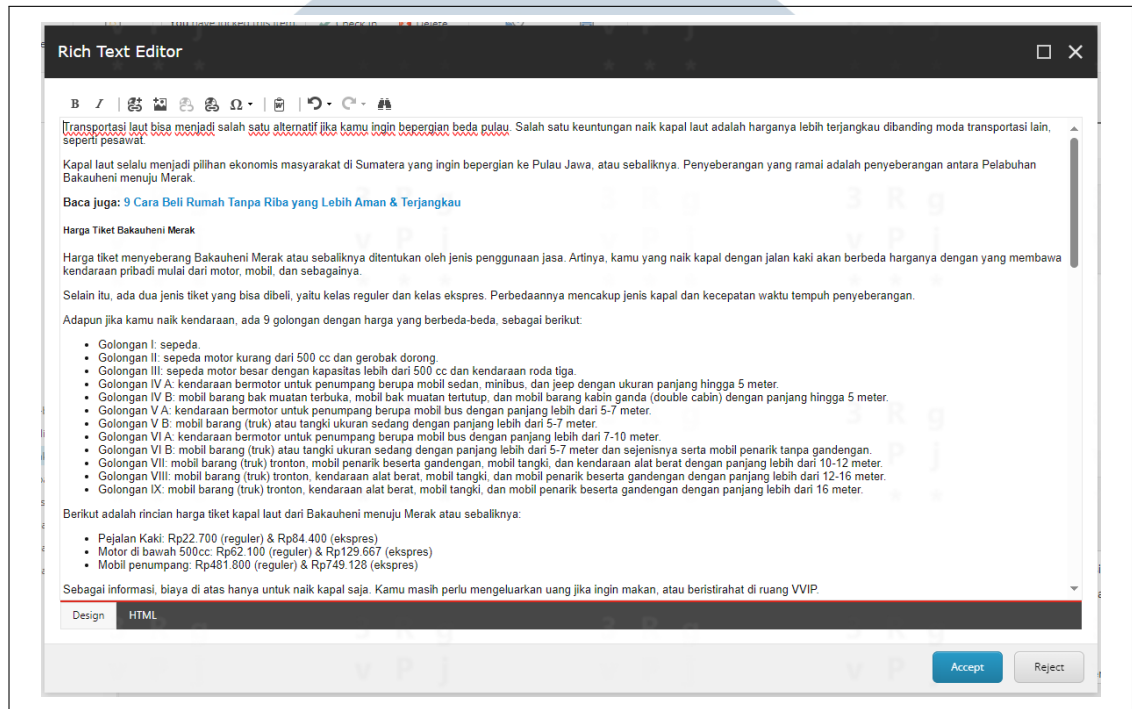 You have locked this item. Check In Delete
Rich Text Editor
B I Ω
Transportasi laut bisa menjadi salah satu alternatif jika kamu ingin bepergian beda pulau. Salah satu keuntungan naik kapal laut adalah harganya lebih terjangkau dibanding moda transportasi lain,
seperti pesawat.
Kapal laut selalu menjadi pilihan ekonomis masyarakat di Sumatera yang ingin bepergian ke Pulau Jawa, atau sebaliknya. Penyeberangan yang ramai adalah penyeberangan antara Pelabuhan
Bakauheni menuju Merak.
Baca juga: 9 Cara Beli Rumah Tanpa Riba yang Lebih Aman & Terjangkau
Harga Tiket Bakauheni Merak
Harga tiket menyeberang Bakauheni Merak atau sebaliknya ditentukan oleh jenis penggunaan jasa. Artinya, kamu yang naik kapal dengan jalan kaki akan berbeda harganya dengan yang membawa
kendaraan pribadi mulai dari motor, mobil, dan sebagainya.
Selain itu, ada dua jenis tiket yang bisa dibeli, yaitu kelas reguler dan kelas ekspres. Perbedaannya mencakup jenis kapal dan kecepatan waktu tempuh penyeberangan.
Adapun jika kamu naik kendaraan, ada 9 golongan dengan harga yang berbeda-beda, sebagai berikut:
• Golongan I: sepeda.
• Golongan II: sepeda motor kurang dari 500 cc dan gerobak dorong.
• Golongan III: sepeda motor besar dengan kapasitas lebih dari 500 cc dan kendaraan roda tiga.
• Golongan IV A: kendaraan bermotor untuk penumpang berupa mobil sedan, minibus, dan jeep dengan ukuran panjang hingga 5 meter.
• Golongan IV B: mobil barang bak muatan terbuka, mobil bak muatan tertutup, dan mobil barang kabin ganda (double cabin) dengan panjang hingga 5 meter.
• Golongan V A: kendaraan bermotor untuk penumpang berupa mobil bus dengan panjang lebih dari 5-7 meter.
• Golongan V B: mobil barang (truk) atau tangki ukuran sedang dengan panjang lebih dari 5-7 meter.
• Golongan VI A: kendaraan bermotor untuk penumpang berupa mobil bus dengan panjang lebih dari 7-10 meter.
• Golongan VI B: mobil barang (truk) atau tangki ukuran sedang dengan panjang lebih dari 5-7 meter dan sejenisnya serta mobil penarik tanpa gandengan.
• Golongan VII: mobil barang (truk) tronton, mobil penarik beserta gandengan, mobil tangki, dan kendaraan alat berat dengan panjang lebih dari 10-12 meter.
• Golongan VIII: mobil barang (truk) tronton, kendaraan alat berat, mobil tangki, dan mobil penarik beserta gandengan dengan panjang lebih dari 12-16 meter.
• Golongan IX: mobil barang (truk) tronton, kendaraan alat berat, mobil tangki, dan mobil penarik beserta gandengan dengan panjang lebih dari 16 meter.
Berikut adalah rincian harga tiket kapal laut dari Bakauheni menuju Merak atau sebaliknya:
• Pejalan Kaki: Rp22.700 (reguler) & Rp84.400 (ekspres)
• Motor di bawah 500cc: Rp62.100 (reguler) & Rp129.667 (ekspres)
• Mobil penumpang: Rp481.800 (reguler) & Rp749.128 (ekspres)
Sebagai informasi, biaya di atas hanya untuk naik kapal saja. Kamu masih perlu mengeluarkan uang jika ingin makan, atau beristirahat di ruang VVIP.
Design HTML
Accept Reject